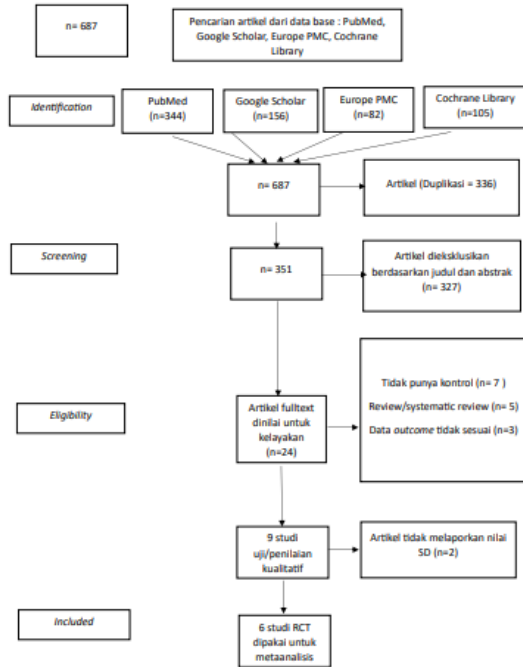 n= 687
Pencarian artikel dari data base : PubMed,
Google Scholar, Europe PMC, Cochrane
Library
Identification
PubMed
(n=344)
Google Scholar
(n=156)
Europe PMC
(n=82)
Cochrane Library
(n=105)
n= 687
Artikel (Duplikasi = 336)
Screening
n= 351
Artikel dieksklusikan
berdasarkan judul dan abstrak
(n= 327)
Eligibility
Artikel fulltext
dinilai untuk
kelayakan
(n=24)
Tidak punya kontrol (n= 7 )
Review/systematic review (n= 5)
Data outcome tidak sesuai (n=3)
9 studi
uji/penilaian
kualitatif
Artikel tidak melaporkan nilai
SD (n=2)
Included
6 studi RCT
dipakai untuk
metaanalisis